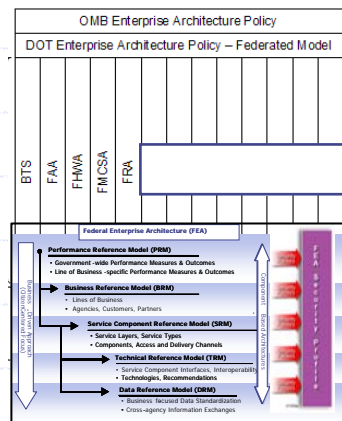 OMB Enterprise Architecture Policy
DOT Enterprise Architecture Policy – Federated Model
BTS
FAA
FHWA
FMCSA
FRA
Federal Enterprise Architecture (FEA)
Performance Reference Model (PRM)
• Government -wide Performance Measures & Outcomes
• Line of Business -specific Performance Measures & Outcomes
Business Reference Model (BRM)
• Lines of Business
• Agencies, Customers, Partners
Service Component Reference Model (SRM)
• Service Layers, Service Types
• Components, Access and Delivery Channels
Technical Reference Model (TRM)
• Service Component Interfaces, Interoperability
• Technologies, Recommendations
Data Reference Model (DRM)
• Business focused Data Standardization
• Cross-agency Information Exchanges
Business - Driven Approach
Component - Based Architectures
FEA Security Profile